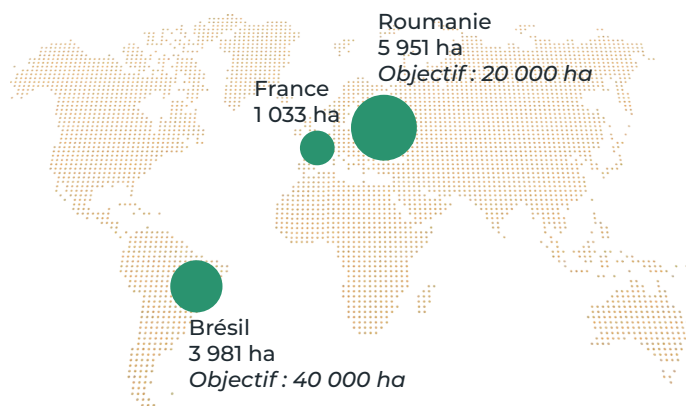 Roumanie
5 951 ha
Objectif : 20 000 ha
France
1 033 ha
Brésil
3 981 ha
Objectif : 40 000 ha